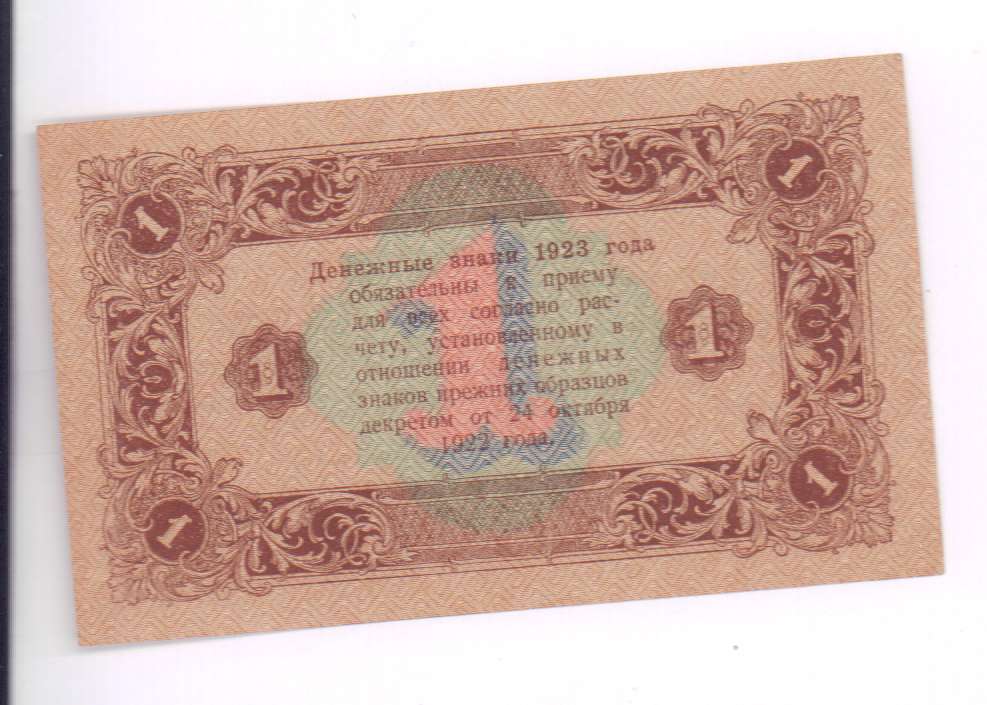 1
1
Денежные знаки 1923 года
обязательны к приему
для всех согласно рас-
чету, установленному в
отношении денежных
знаков прежних образцов
декретом от 24 октября
1922 года.
1
1
1
1
1